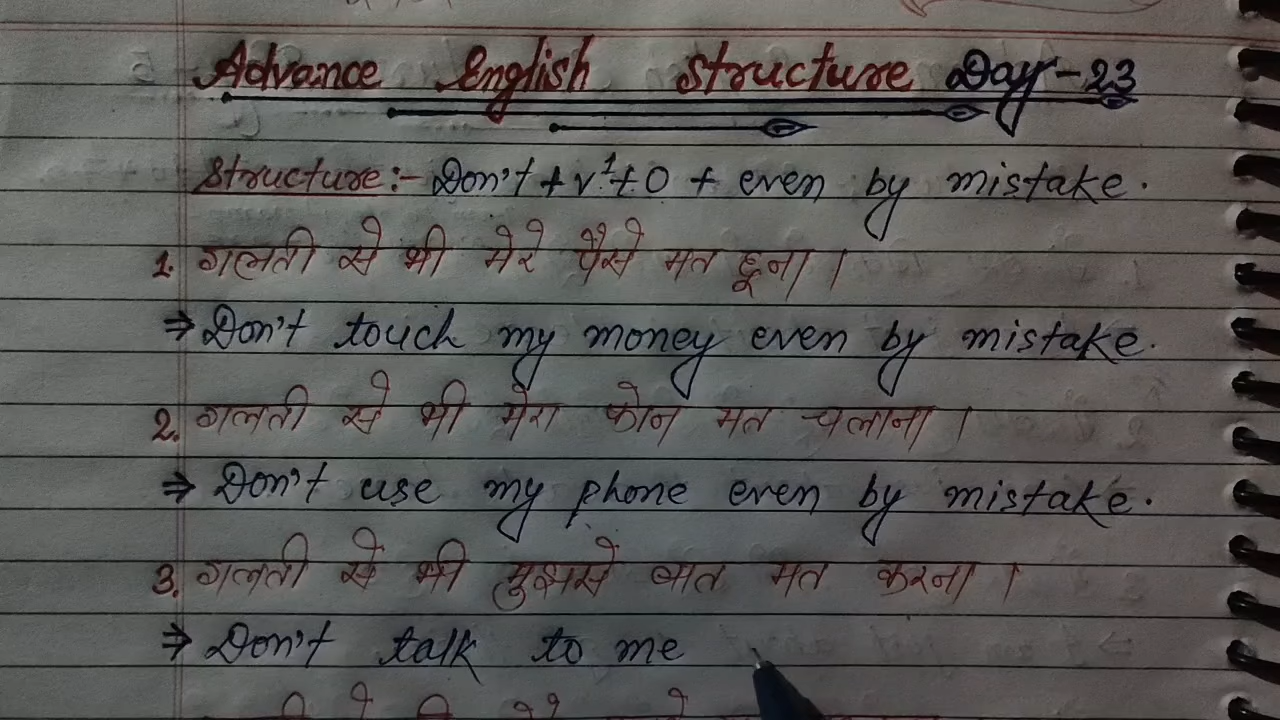 Advance English Structure Day-23
Structure:- Don't + v¹ + O + even by mistake.
1. गलती से भी मेरे पैसे मत छूना।
⇒ Don't touch my money even by mistake.
2. गलती से भी मेरा फोन मत चलाना।
⇒ Don't use my phone even by mistake.
3. गलती से भी मुझसे बात मत करना।
⇒ Don't talk to me